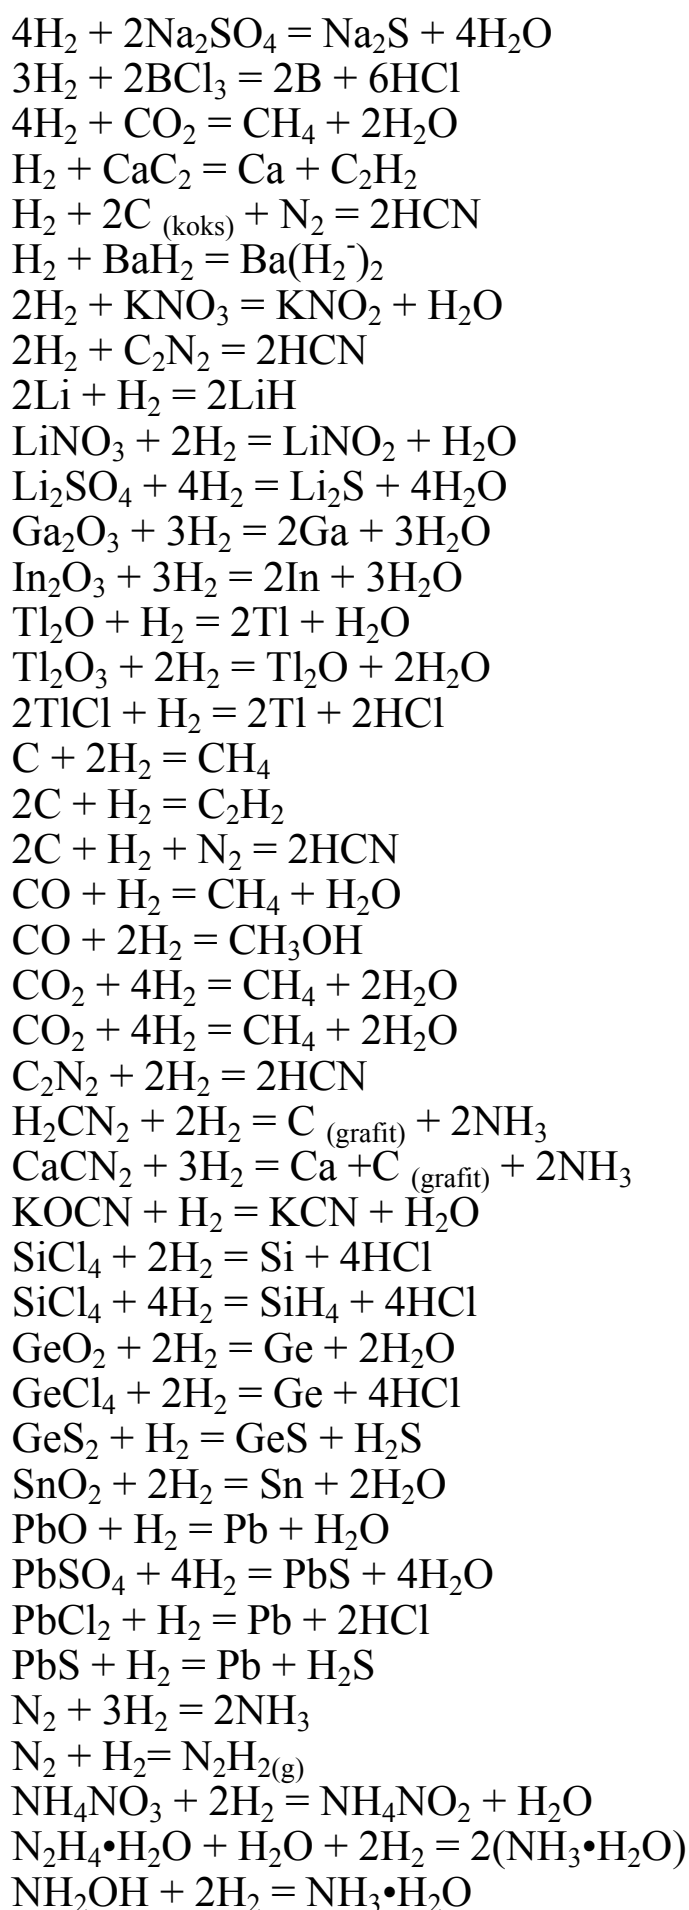 4H₂ + 2Na₂SO₄ = Na₂S + 4H₂O
3H₂ + 2BCl₃ = 2B + 6HCl
4H₂ + CO₂ = CH₄ + 2H₂O
H₂ + CaC₂ = Ca + C₂H₂
H₂ + 2C (koks) + N₂ = 2HCN
H₂ + BaH₂ = Ba(H₂⁻)₂
2H₂ + KNO₃ = KNO₂ + H₂O
2H₂ + C₂N₂ = 2HCN
2Li + H₂ = 2LiH
LiNO₃ + 2H₂ = LiNO₂ + H₂O
Li₂SO₄ + 4H₂ = Li₂S + 4H₂O
Ga₂O₃ + 3H₂ = 2Ga + 3H₂O
In₂O₃ + 3H₂ = 2In + 3H₂O
Tl₂O + H₂ = 2Tl + H₂O
Tl₂O₃ + 2H₂ = Tl₂O + 2H₂O
2TlCl + H₂ = 2Tl + 2HCl
C + 2H₂ = CH₄
2C + H₂ = C₂H₂
2C + H₂ + N₂ = 2HCN
CO + H₂ = CH₄ + H₂O
CO + 2H₂ = CH₃OH
CO₂ + 4H₂ = CH₄ + 2H₂O
CO₂ + 4H₂ = CH₄ + 2H₂O
C₂N₂ + 2H₂ = 2HCN
H₂CN₂ + 2H₂ = C (grafit) + 2NH₃
CaCN₂ + 3H₂ = Ca +C (grafit) + 2NH₃
KOCN + H₂ = KCN + H₂O
SiCl₄ + 2H₂ = Si + 4HCl
SiCl₄ + 4H₂ = SiH₄ + 4HCl
GeO₂ + 2H₂ = Ge + 2H₂O
GeCl₄ + 2H₂ = Ge + 4HCl
GeS₂ + H₂ = GeS + H₂S
SnO₂ + 2H₂ = Sn + 2H₂O
PbO + H₂ = Pb + H₂O
PbSO₄ + 4H₂ = PbS + 4H₂O
PbCl₂ + H₂ = Pb + 2HCl
PbS + H₂ = Pb + H₂S
N₂ + 3H₂ = 2NH₃
N₂ + H₂= N₂H₂(g)
NH₄NO₃ + 2H₂ = NH₄NO₂ + H₂O
N₂H₄•H₂O + H₂O + 2H₂ = 2(NH₃•H₂O)
NH₂OH + 2H₂ = NH₃•H₂O